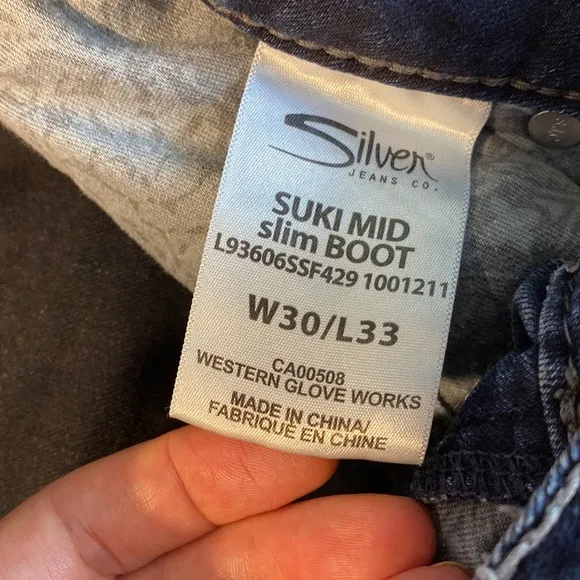 Silver®
JEANS CO.
SUKI MID
slim BOOT
L93606SSF429 1001211
W30/L33
CA00508
WESTERN GLOVE WORKS
MADE IN CHINA/
FABRIQUE EN CHINE